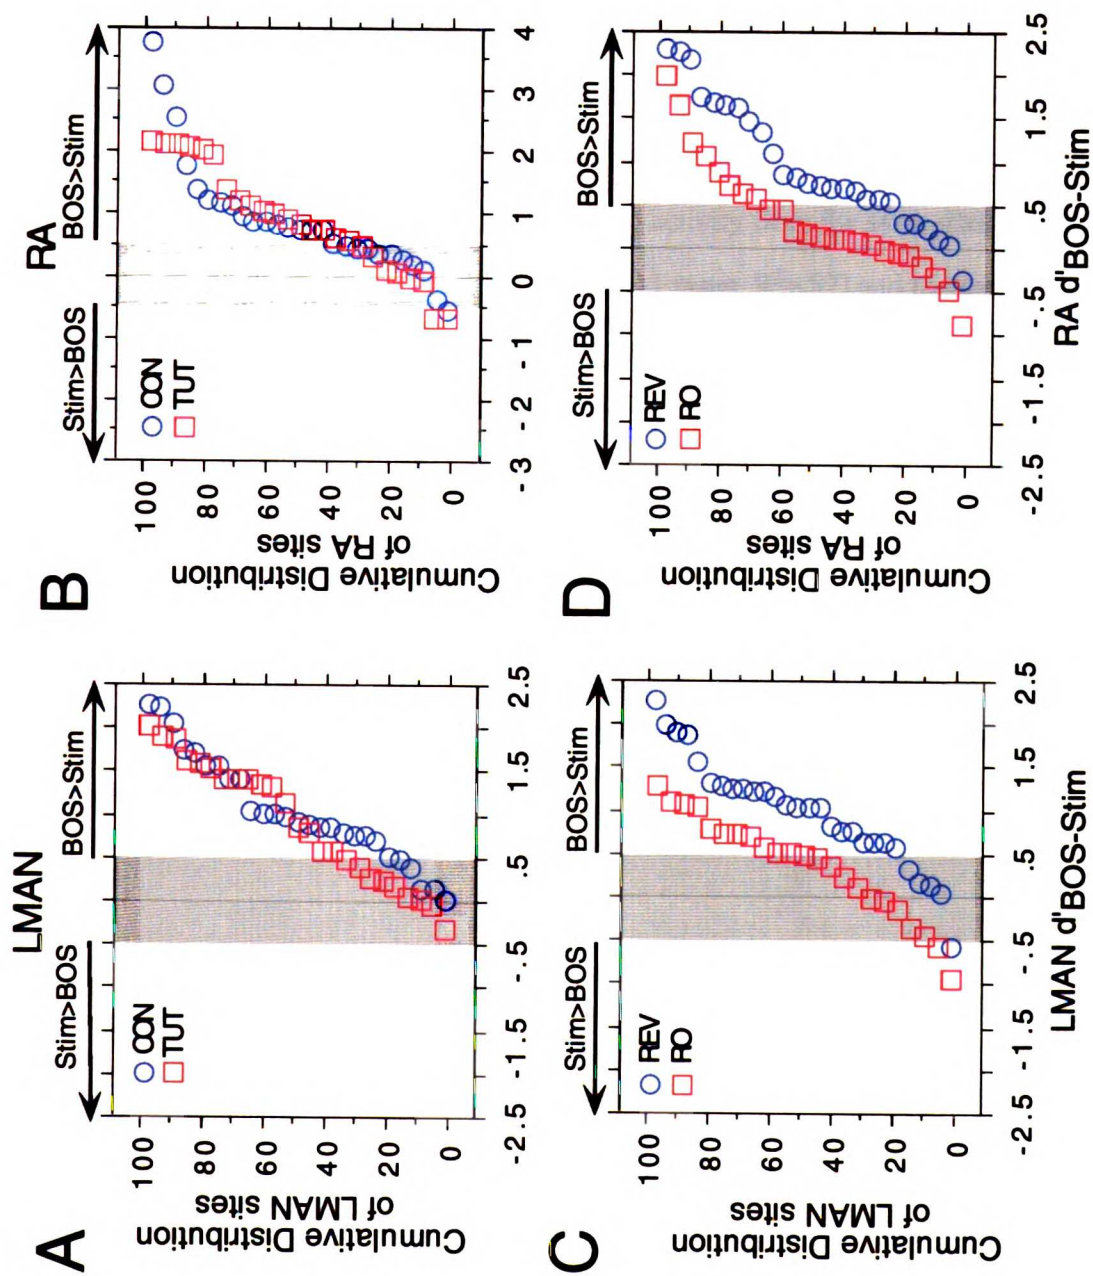 A
LMAN
Stim>BOS
BOS>Stim
CON
TUT
100
80
60
40
20
0
Cumulative Distribution
of LMAN sites
-2.5
-1.5
-.5
.5
1.5
2.5
B
RA
Stim>BOS
BOS>Stim
CON
TUT
100
80
60
40
20
0
Cumulative Distribution
of RA sites
-3
-2
-1
0
1
2
3
4
C
Stim>BOS
BOS>Stim
REV
RO
100
80
60
40
20
0
Cumulative Distribution
of LMAN sites
-2.5
-1.5
-.5
.5
1.5
2.5
LMAN d'BOS-Stim
D
Stim>BOS
BOS>Stim
REV
RO
100
80
60
40
20
0
Cumulative Distribution
of RA sites
-2.5
-1.5
-.5
.5
1.5
2.5
RA d'BOS-Stim